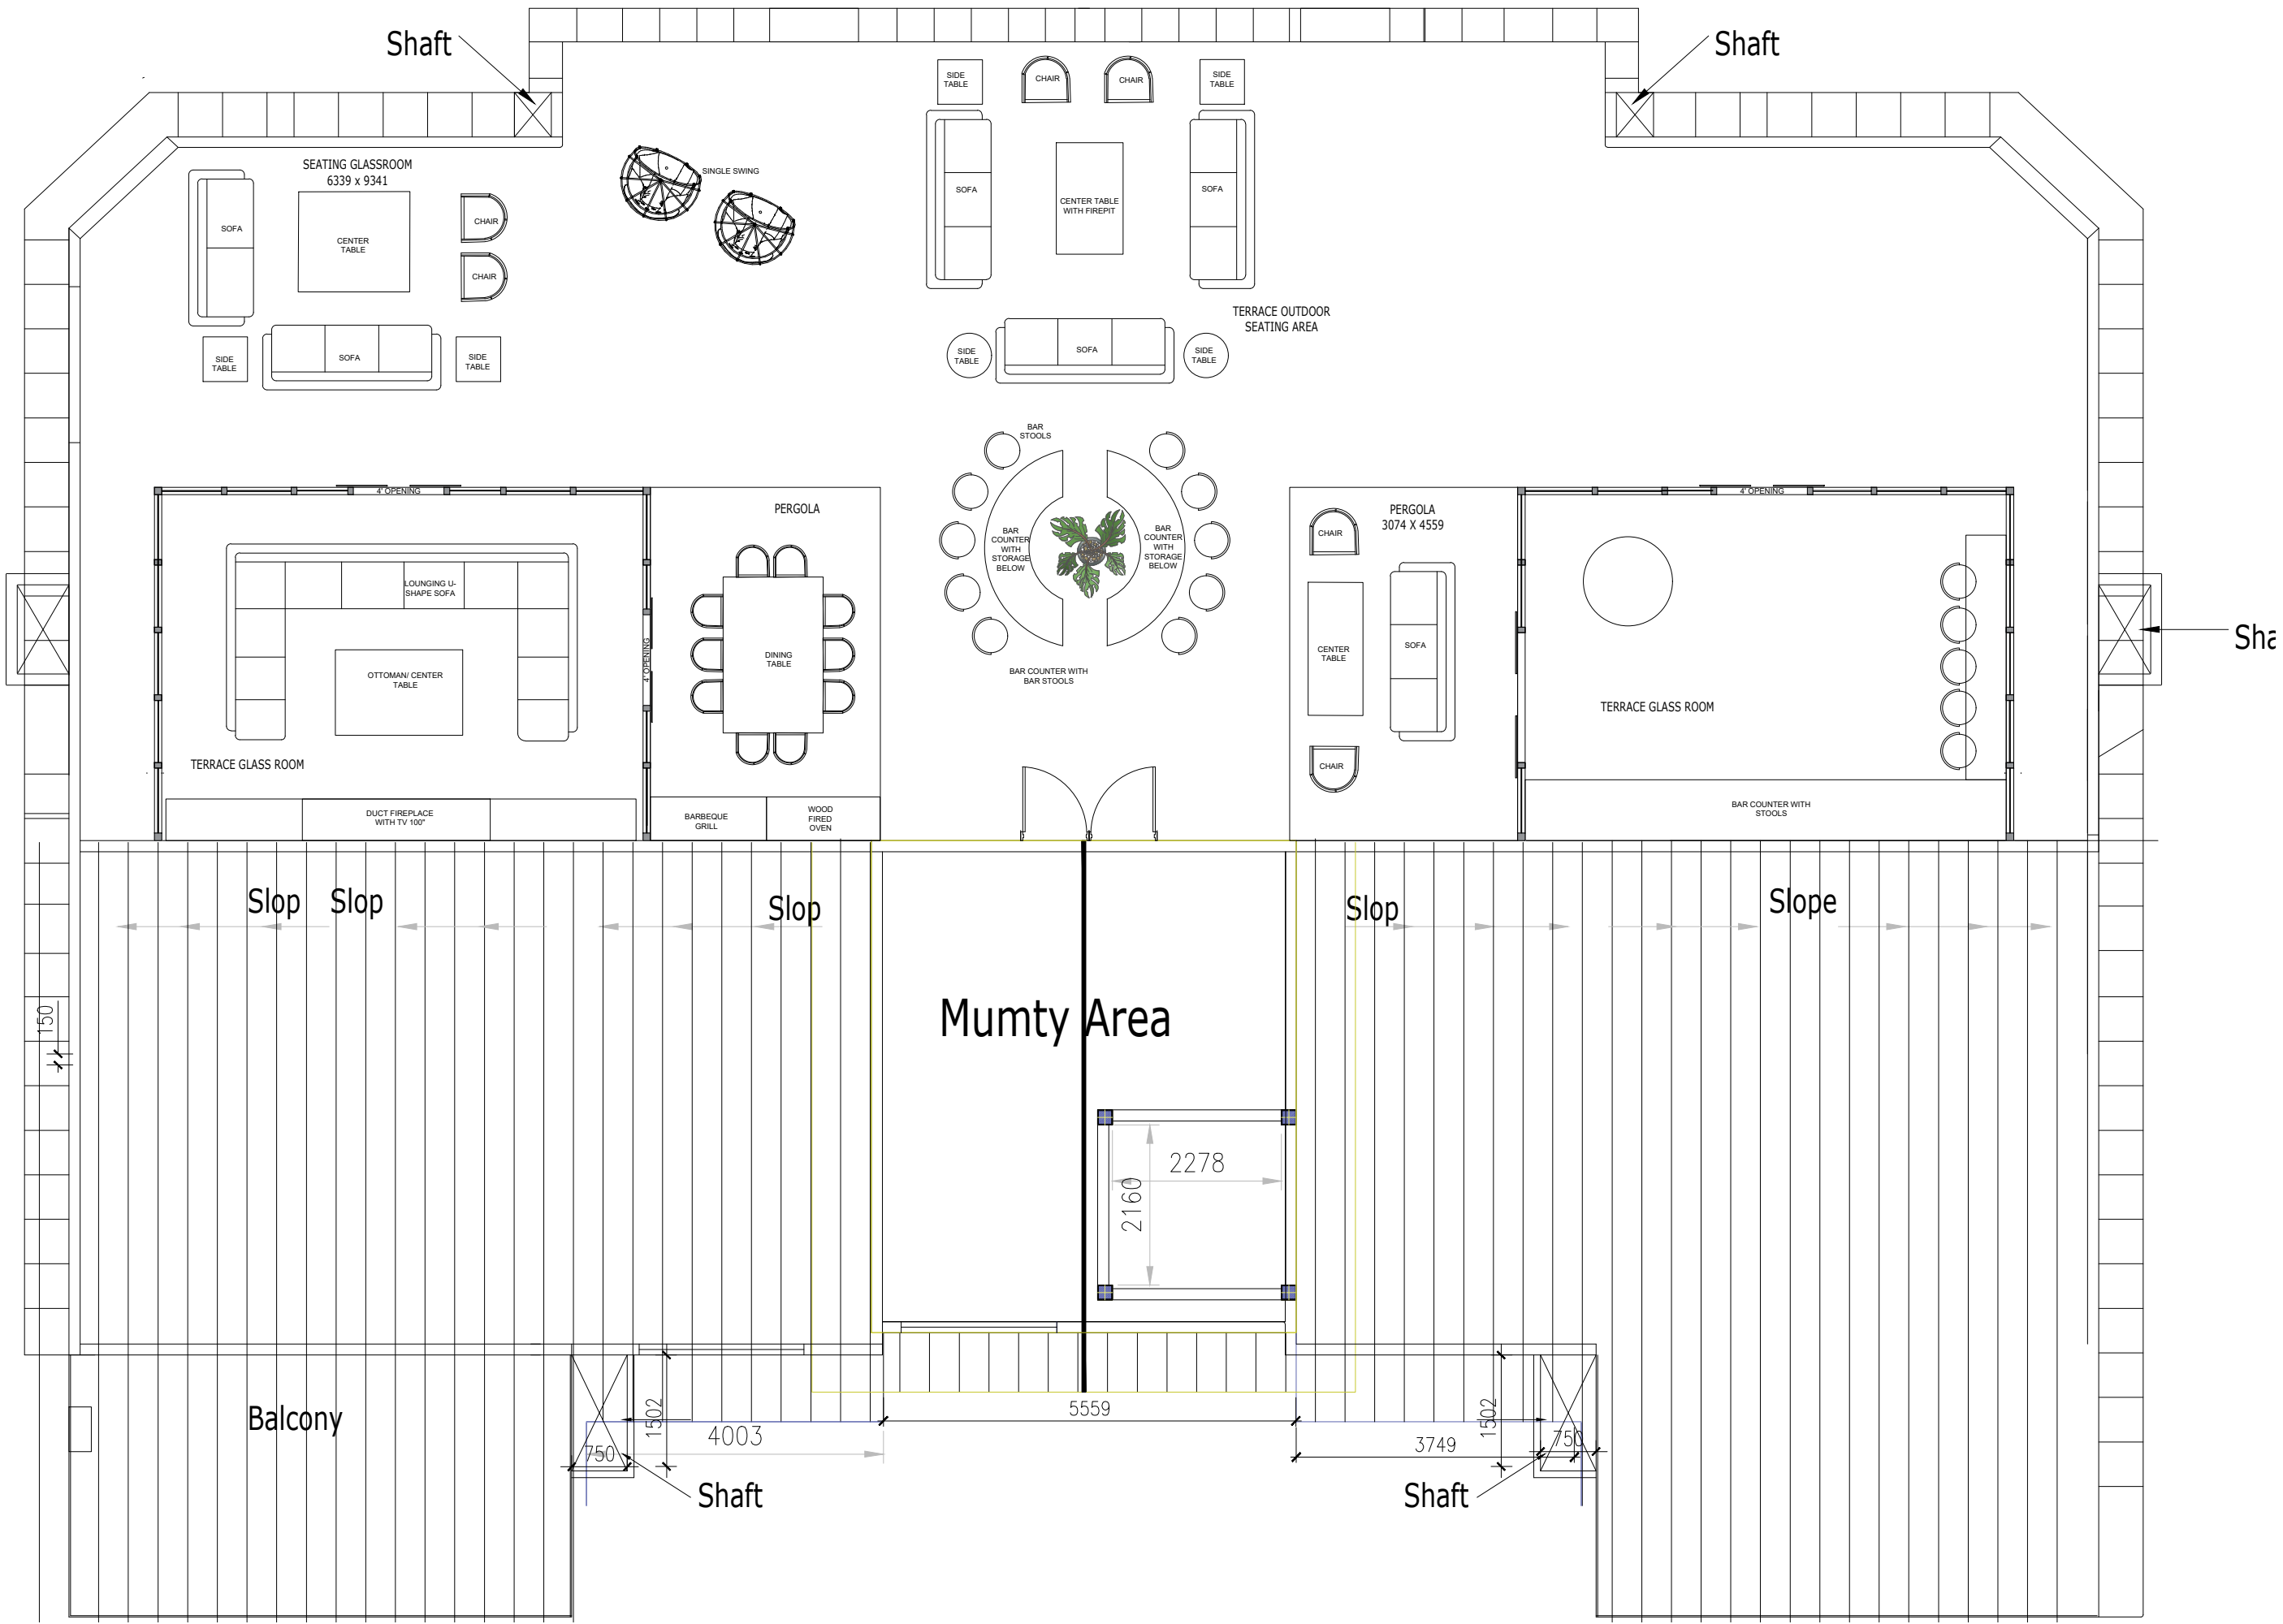 Shaft
Shaft
SIDE
TABLE
CHAIR
CHAIR
SIDE
TABLE
SEATING GLASSROOM
6339 x 9341
SINGLE SWING
SOFA
CENTER
TABLE
CHAIR
CHAIR
SOFA
CENTER TABLE
WITH FIREPIT
SOFA
TERRACE OUTDOOR
SEATING AREA
SIDE
TABLE
SOFA
SIDE
TABLE
SIDE
TABLE
SOFA
SIDE
TABLE
BAR
STOOLS
4' OPENING
PERGOLA
BAR
COUNTER
WITH
STORAGE
BELOW
BAR
COUNTER
WITH
STORAGE
BELOW
PERGOLA
3074 X 4559
4' OPENING
CHAIR
LOUNGING U-
SHAPE SOFA
OTTOMAN/ CENTER
TABLE
4' OPENING
DINING
TABLE
BAR COUNTER WITH
BAR STOOLS
CENTER
TABLE
SOFA
Sha
TERRACE GLASS ROOM
TERRACE GLASS ROOM
CHAIR
DUCT FIREPLACE
WITH TV 100"
BARBEQUE
GRILL
WOOD
FIRED
OVEN
BAR COUNTER WITH
STOOLS
Slop
Slop
Slop
Slop
Slope
150
Mumty Area
2278
2160
Balcony
1502
750
4003
5559
3749
1502
750
Shaft
Shaft